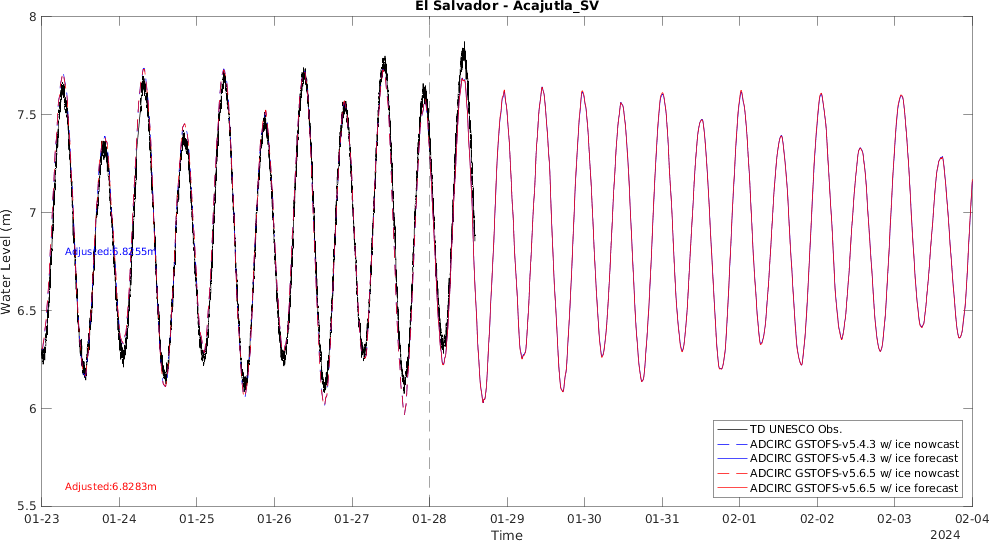 El Salvador - Acajutla_SV
8
7.5
7
6.5
6
5.5
Water Level (m)
Adjusted:6.8255m
Adjusted:6.8283m
TD UNESCO Obs.
ADCIRC GSTOFS-v5.4.3 w/ ice nowcast
ADCIRC GSTOFS-v5.4.3 w/ ice forecast
ADCIRC GSTOFS-v5.6.5 w/ ice nowcast
ADCIRC GSTOFS-v5.6.5 w/ ice forecast
01-23 01-24 01-25 01-26 01-27 01-28 01-29 01-30 01-31 02-01 02-02 02-03 02-04
Time
2024